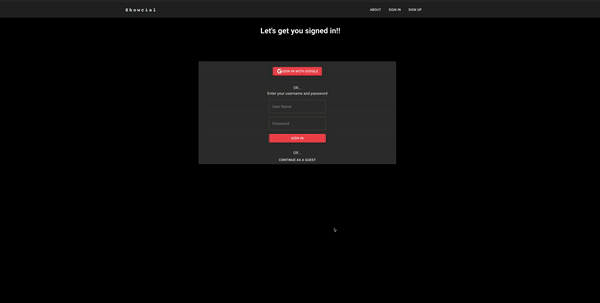 Showcial
ABOUT
SIGN IN
SIGN UP
Let's get you signed in!!
SIGN IN WITH GOOGLE
OR...
Enter your username and password
User Name
Password
SIGN IN
OR...
CONTINUE AS A GUEST